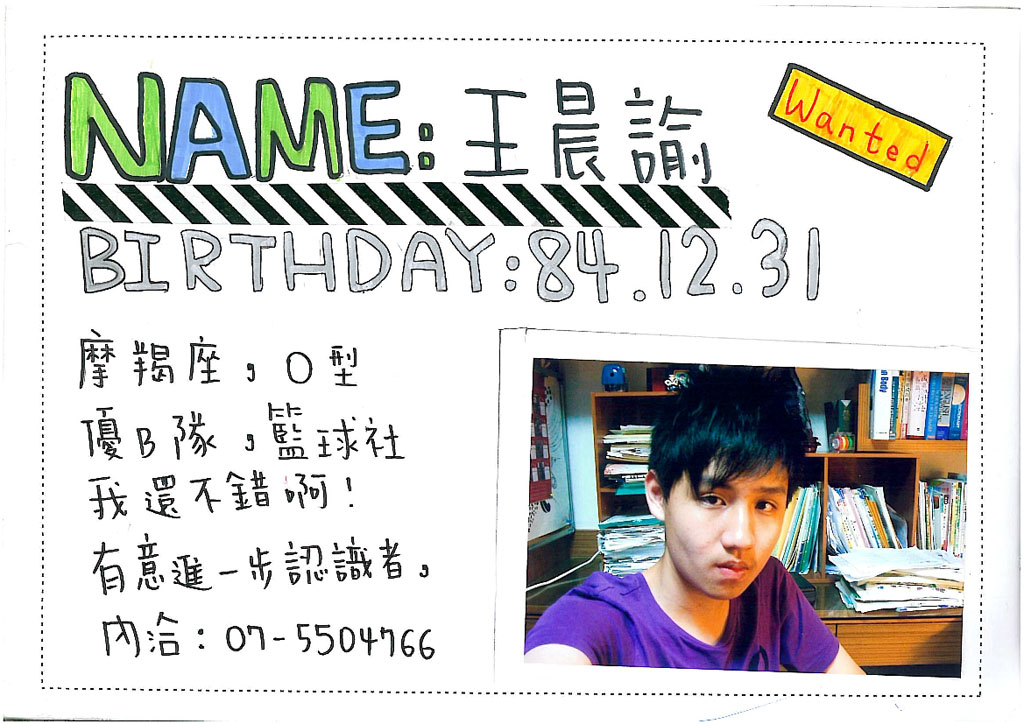 NAME:王晨諭
Wanted
BIRTHDAY:84.12.31
摩羯座，O型
優B隊，籃球社
我還不錯啊!
有意進一步認識者，
內洽:07-5504766